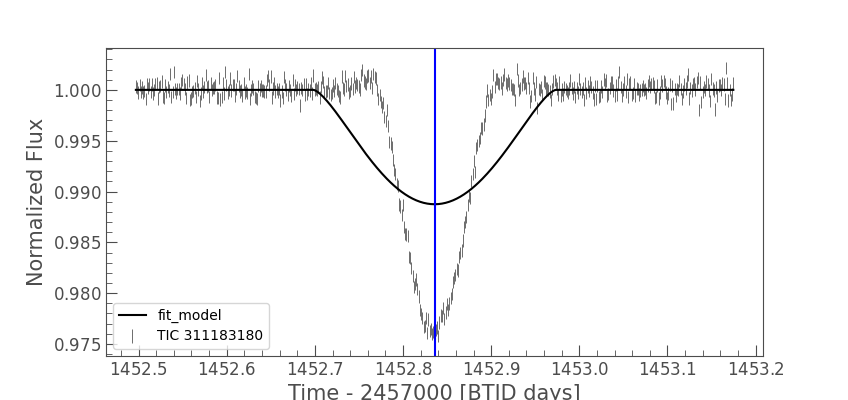 Normalized Flux
1.000
0.995
0.990
0.985
0.980
0.975
fit_model
TIC 311183180
1452.5 1452.6 1452.7 1452.8 1452.9 1453.0 1453.1 1453.2
Time - 2457000 [BTJD days]